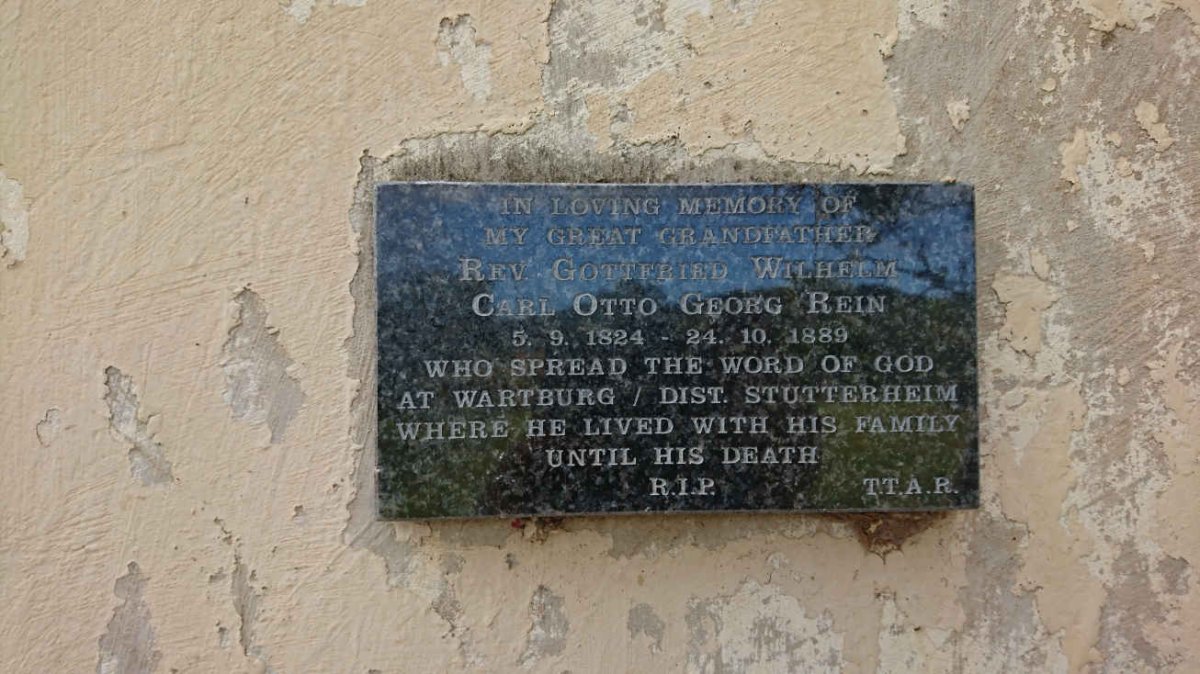 IN LOVING MEMORY OF
MY GREAT GRANDFATHER
REV. GOTTFRIED WILHELM
CARL OTTO GEORG REIN
5. 9. 1824 - 24. 10. 1889
WHO SPREAD THE WORD OF GOD
AT WARTBURG / DIST. STUTTERHEIM
WHERE HE LIVED WITH HIS FAMILY
UNTIL HIS DEATH
R.I.P. T.T.A.R.